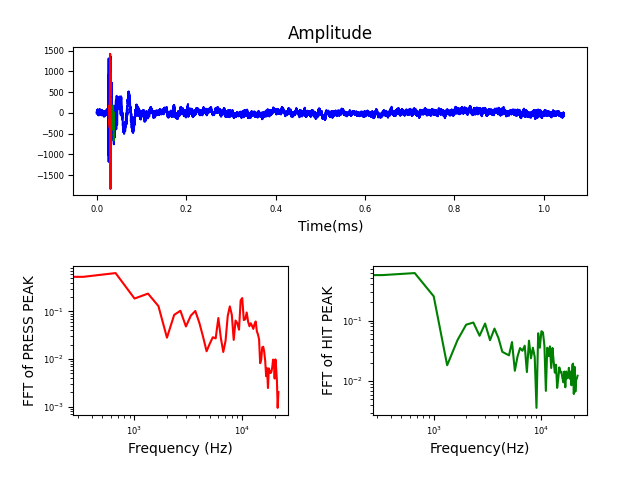 Amplitude
1500
1000
500
0
−500
−1000
−1500
0.0 0.2 0.4 0.6 0.8 1.0
Time(ms)
FFT of PRESS PEAK
10⁻¹
10⁻²
10⁻³
10³ 10⁴
Frequency (Hz)
FFT of HIT PEAK
10⁻¹
10⁻²
10³ 10⁴
Frequency(Hz)